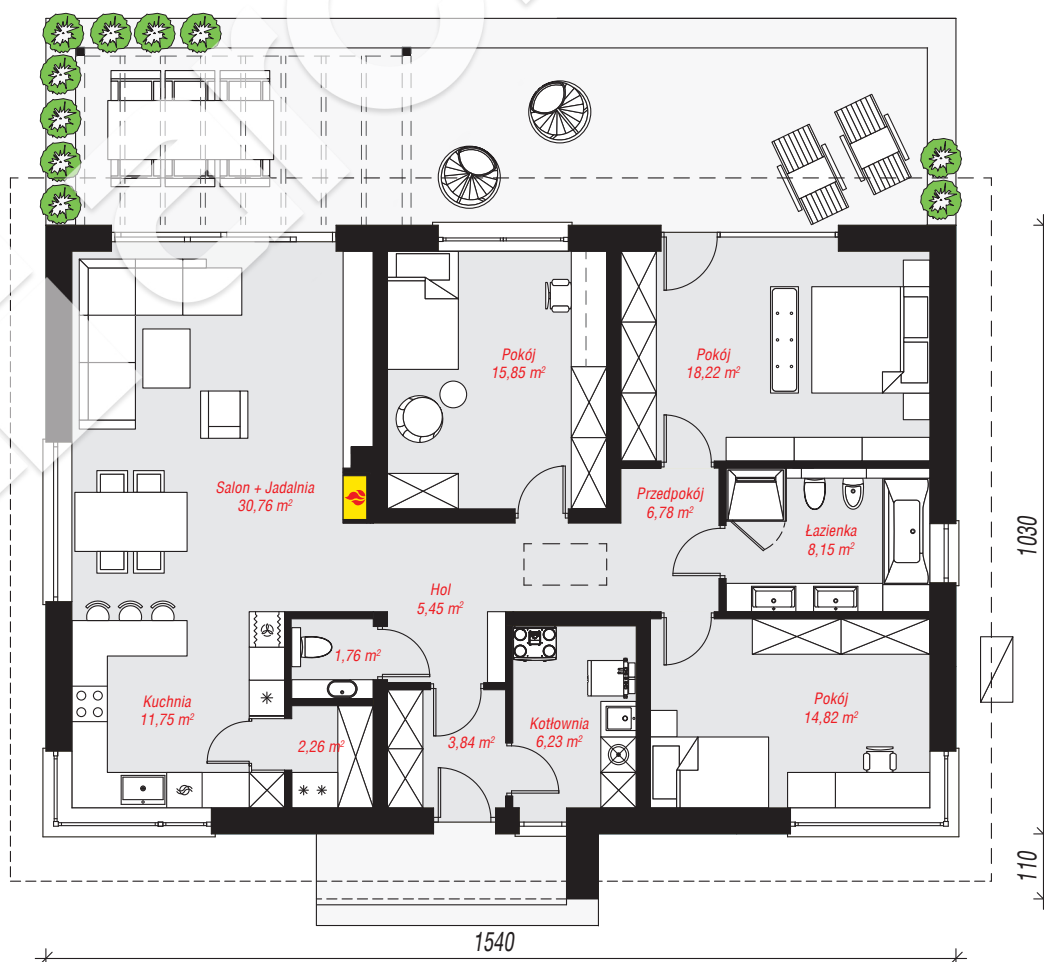 Pokój
15,85 m²
Pokój
18,22 m²
Salon + Jadalnia
30,76 m²
Przedpokój
6,78 m²
Łazienka
8,15 m²
Hol
5,45 m²
1,76 m²
Kuchnia
11,75 m²
2,26 m²
3,84 m²
Kotłownia
6,23 m²
Pokój
14,82 m²
1030
110
1540